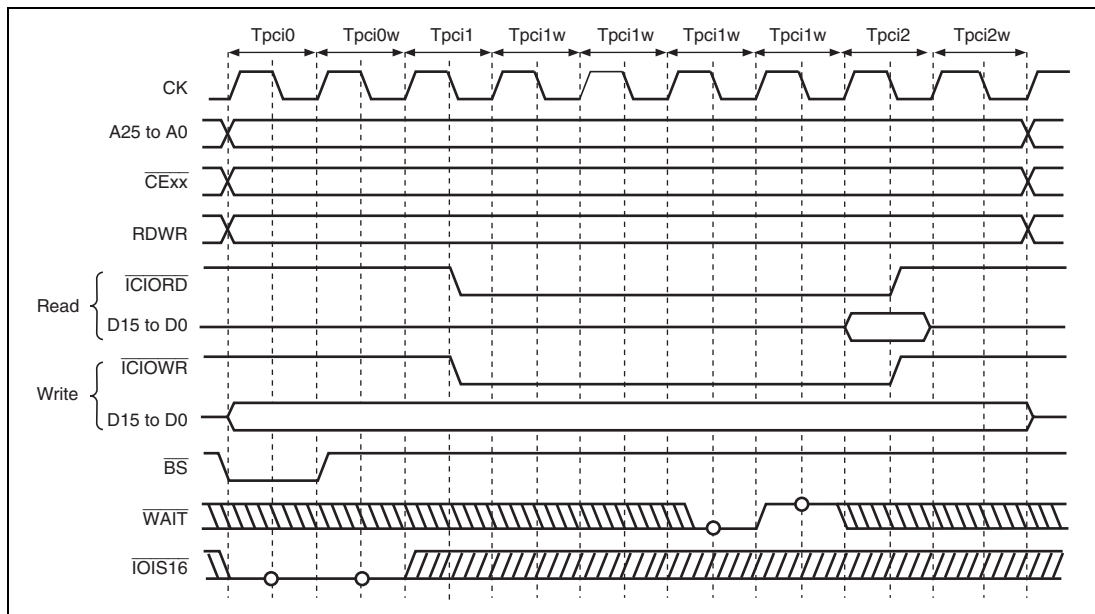 Tpci0 Tpci0w Tpci1 Tpci1w Tpci1w Tpci1w Tpci1w Tpci2 Tpci2w
CK
A25 to A0
CExx
RDWR
ICIORD
Read
D15 to D0
ICIOWR
Write
D15 to D0
BS
WAIT
IOIS16